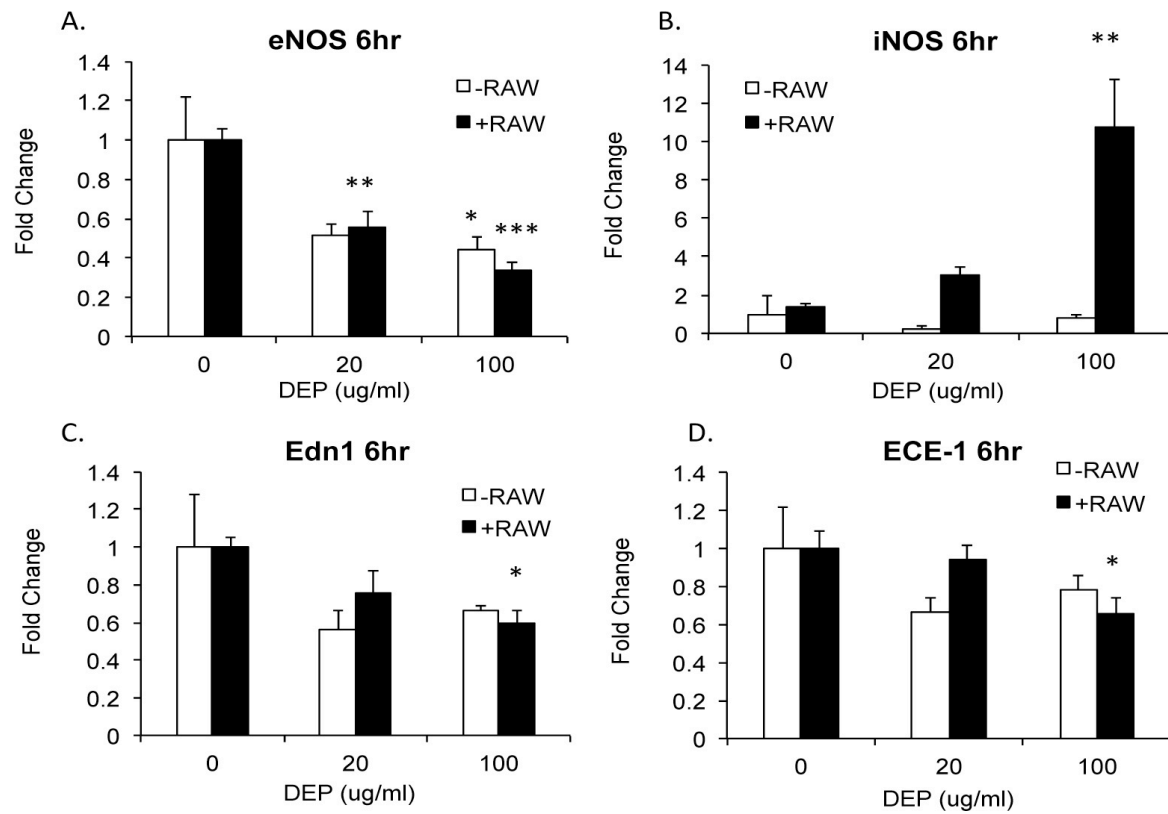 A.
eNOS 6hr
1.4
1.2
1
0.8
0.6
0.4
0.2
0
Fold Change
-RAW
+RAW
**
*
***
0 20 100
DEP (ug/ml)
B.
iNOS 6hr
14
12
10
8
6
4
2
0
Fold Change
-RAW
+RAW
**
0 20 100
DEP (ug/ml)
C.
Edn1 6hr
1.4
1.2
1
0.8
0.6
0.4
0.2
0
Fold Change
-RAW
+RAW
*
0 20 100
DEP (ug/ml)
D.
ECE-1 6hr
1.4
1.2
1
0.8
0.6
0.4
0.2
0
Fold Change
-RAW
+RAW
*
0 20 100
DEP (ug/ml)